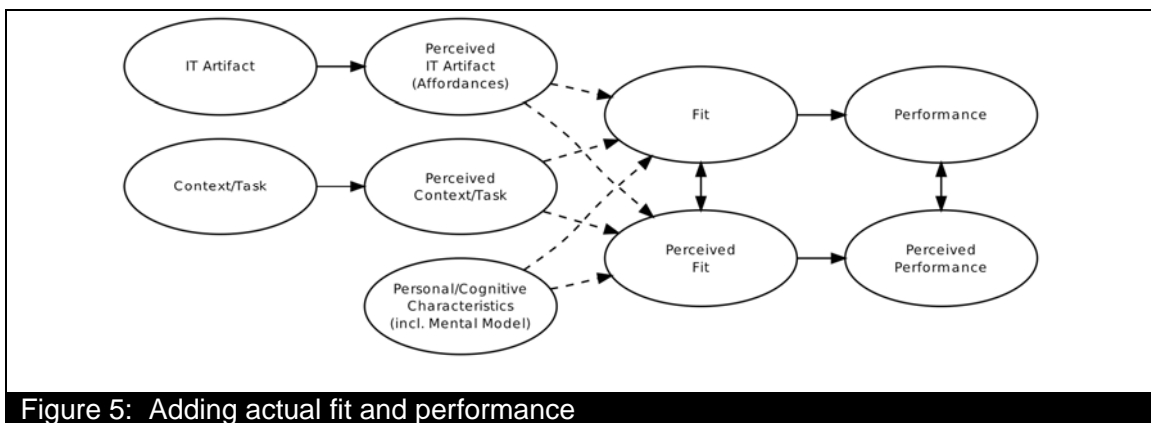 IT Artifact
Perceived
IT Artifact
(Affordances)
Fit
Performance
Context/Task
Perceived
Context/Task
Perceived
Fit
Perceived
Performance
Personal/Cognitive
Characteristics
(incl. Mental Model)
Figure 5: Adding actual fit and performance